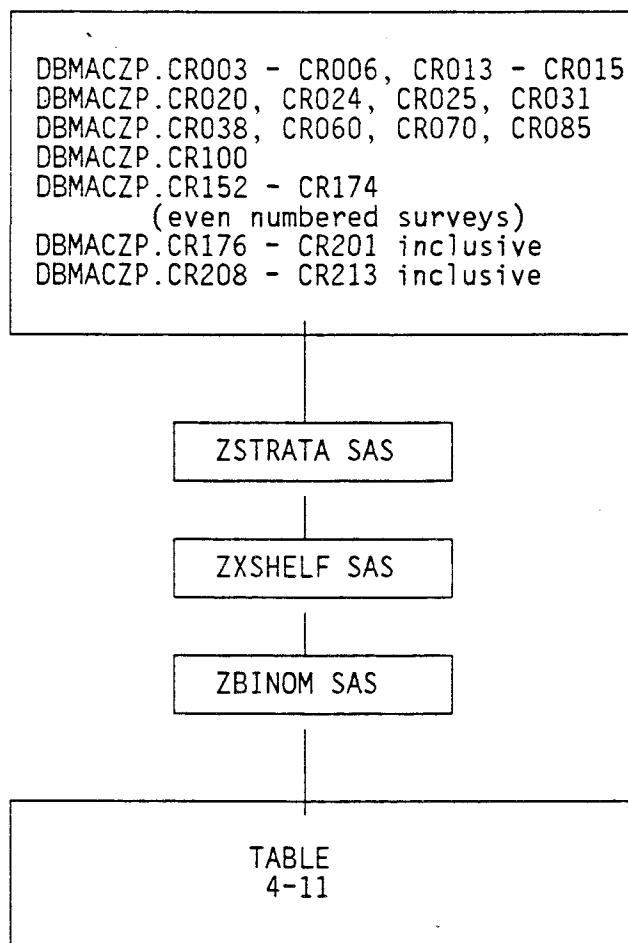 DBMACZP.CR003 - CR006, CR013 - CR015
DBMACZP.CR020, CR024, CR025, CR031
DBMACZP.CR038, CR060, CR070, CR085
DBMACZP.CR100
DBMACZP.CR152 - CR174
(even numbered surveys)
DBMACZP.CR176 - CR201 inclusive
DBMACZP.CR208 - CR213 inclusive
ZSTRATA SAS
ZXSHELF SAS
ZBINOM SAS
TABLE
4-11